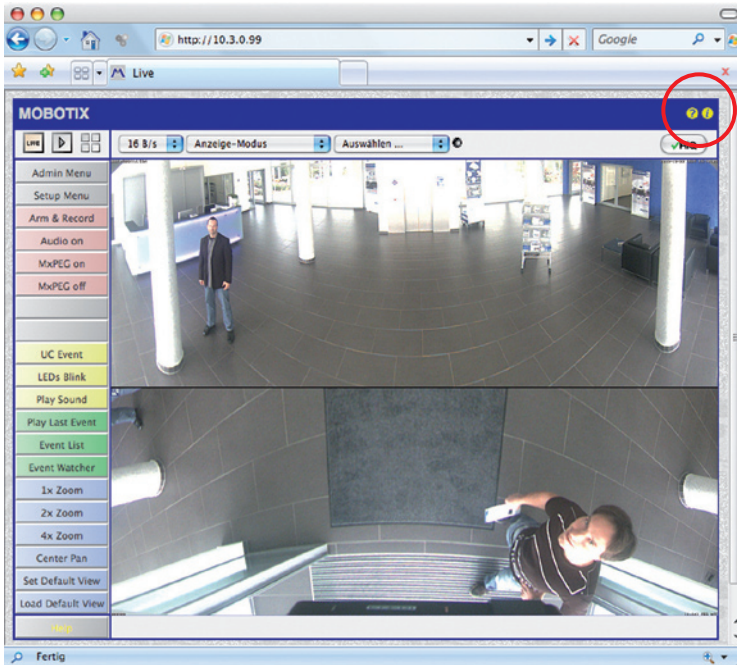 http://10.3.0.99
Google
Live
MOBOTIX
LIVE
16 B/s
Anzeige-Modus
Auswählen ...
Admin Menu
Setup Menu
Arm & Record
Audio on
MxPEG on
MxPEG off
UC Event
LEDs Blink
Play Sound
Play Last Event
Event List
Event Watcher
1x Zoom
2x Zoom
4x Zoom
Center Pan
Set Default View
Load Default View
Help
Fertig